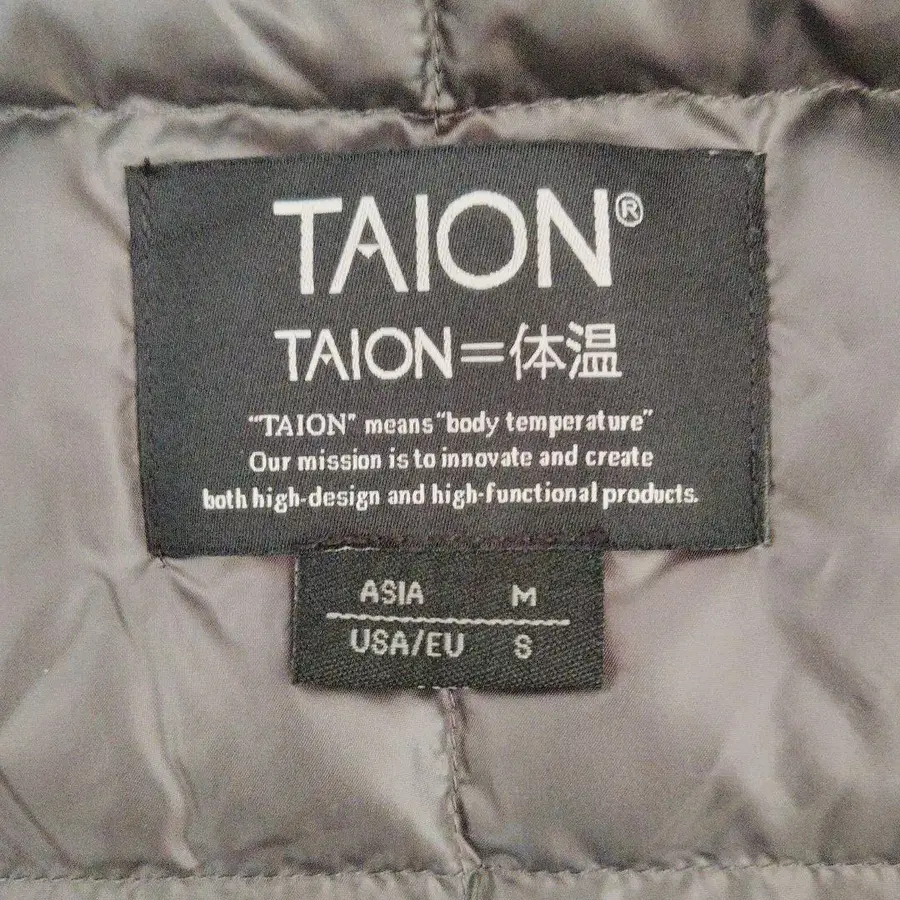 TAION®
TAION=体温
"TAION" means "body temperature"
Our mission is to innovate and create
both high-design and high-functional products.
ASIA M
USA/EU S